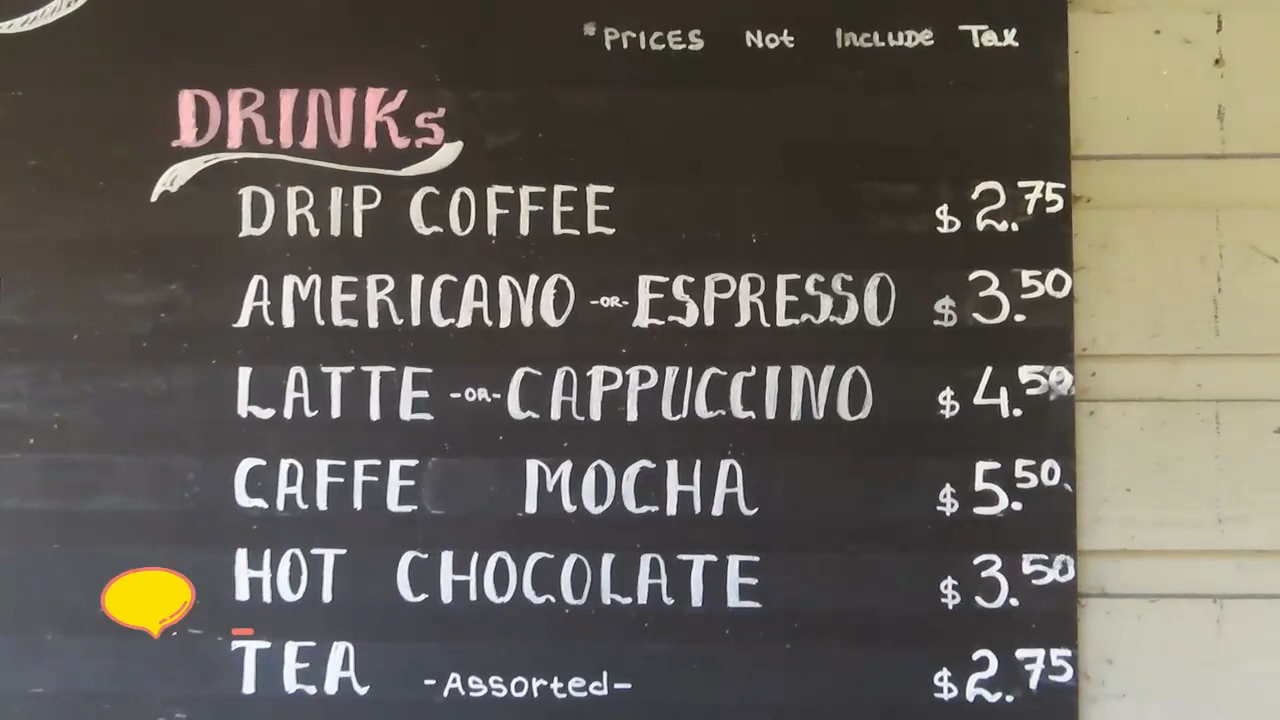 *PRICES Not INCLUDE Tax
DRINKs
DRIP COFFEE $2.75
AMERICANO -OR- ESPRESSO $3.50
LATTE -OR- CAPPUCCINO $4.50
CAFFE MOCHA $5.50
HOT CHOCOLATE $3.50
TEA -Assorted- $2.75